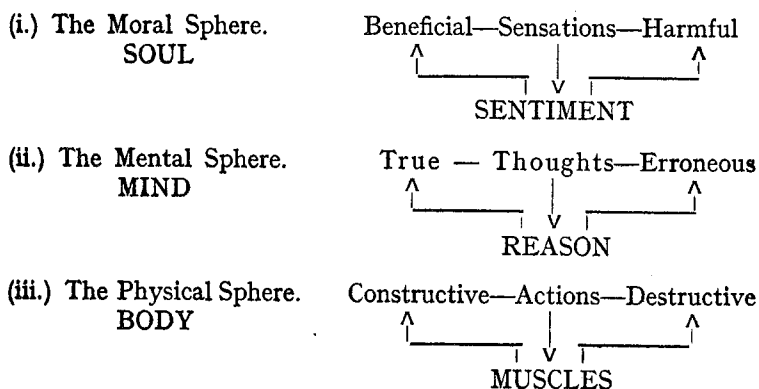 (i.) The Moral Sphere. Beneficial—Sensations—Harmful
SOUL
SENTIMENT
(ii.) The Mental Sphere. True — Thoughts—Erroneous
MIND
REASON
(iii.) The Physical Sphere. Constructive—Actions—Destructive
BODY
MUSCLES